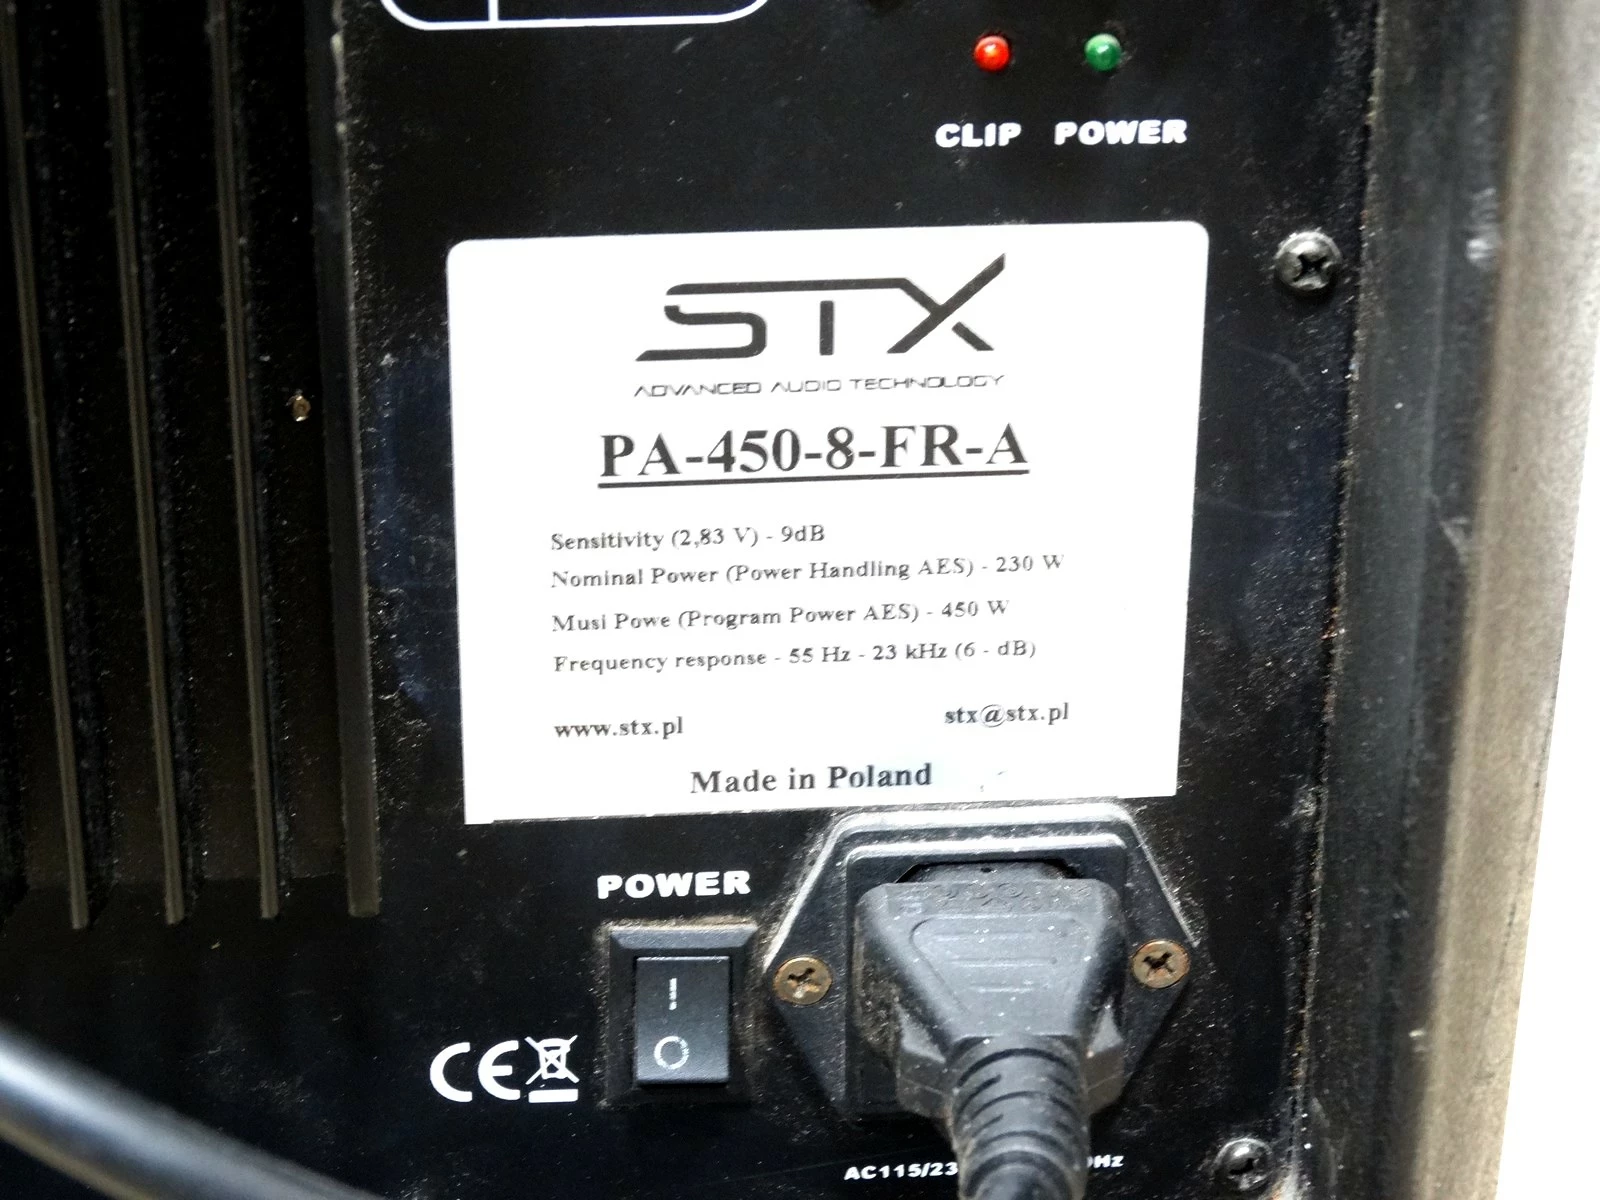 CLIP POWER
STX
ADVANCED AUDIO TECHNOLOGY
PA-450-8-FR-A
Sensitivity (2,83 V) - 9dB
Nominal Power (Power Handling AES) - 230 W
Musi Powe (Program Power AES) - 450 W
Frequency response - 55 Hz - 23 kHz (6 - dB)
www.stx.pl stx@stx.pl
Made in Poland
POWER
CE
AC115/23